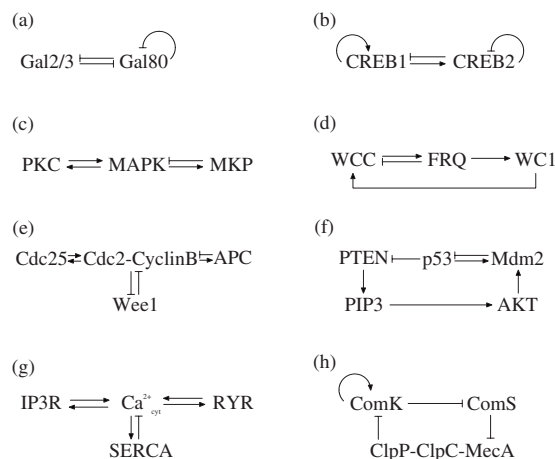 (a)
Gal2/3 Gal80
(b)
CREB1 CREB2
(c)
PKC MAPK MKP
(d)
WCC FRQ WC1
(e)
Cdc25 Cdc2-CyclinB APC
Wee1
(f)
PTEN p53 Mdm2
PIP3 AKT
(g)
IP3R Ca²⁺cyt RYR
SERCA
(h)
ComK ComS
ClpP-ClpC-MecA